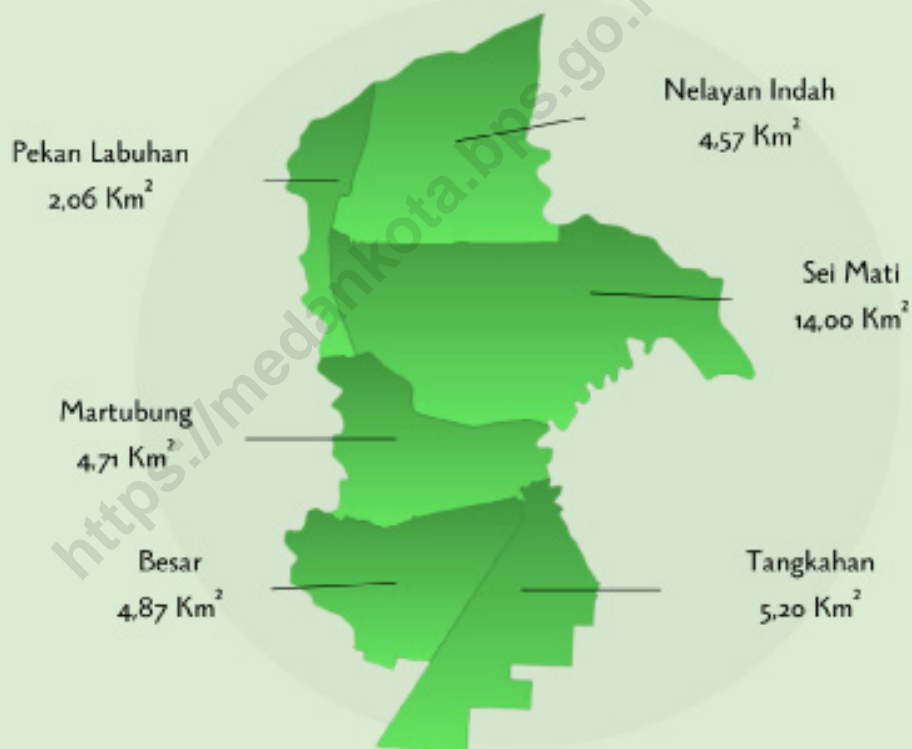 Nelayan Indah
4,57 Km²
Pekan Labuhan
2,06 Km²
Sei Mati
14,00 Km²
Martubung
4,71 Km²
Besar
4,87 Km²
Tangkahan
5,20 Km²
https://medankota.bps.go.